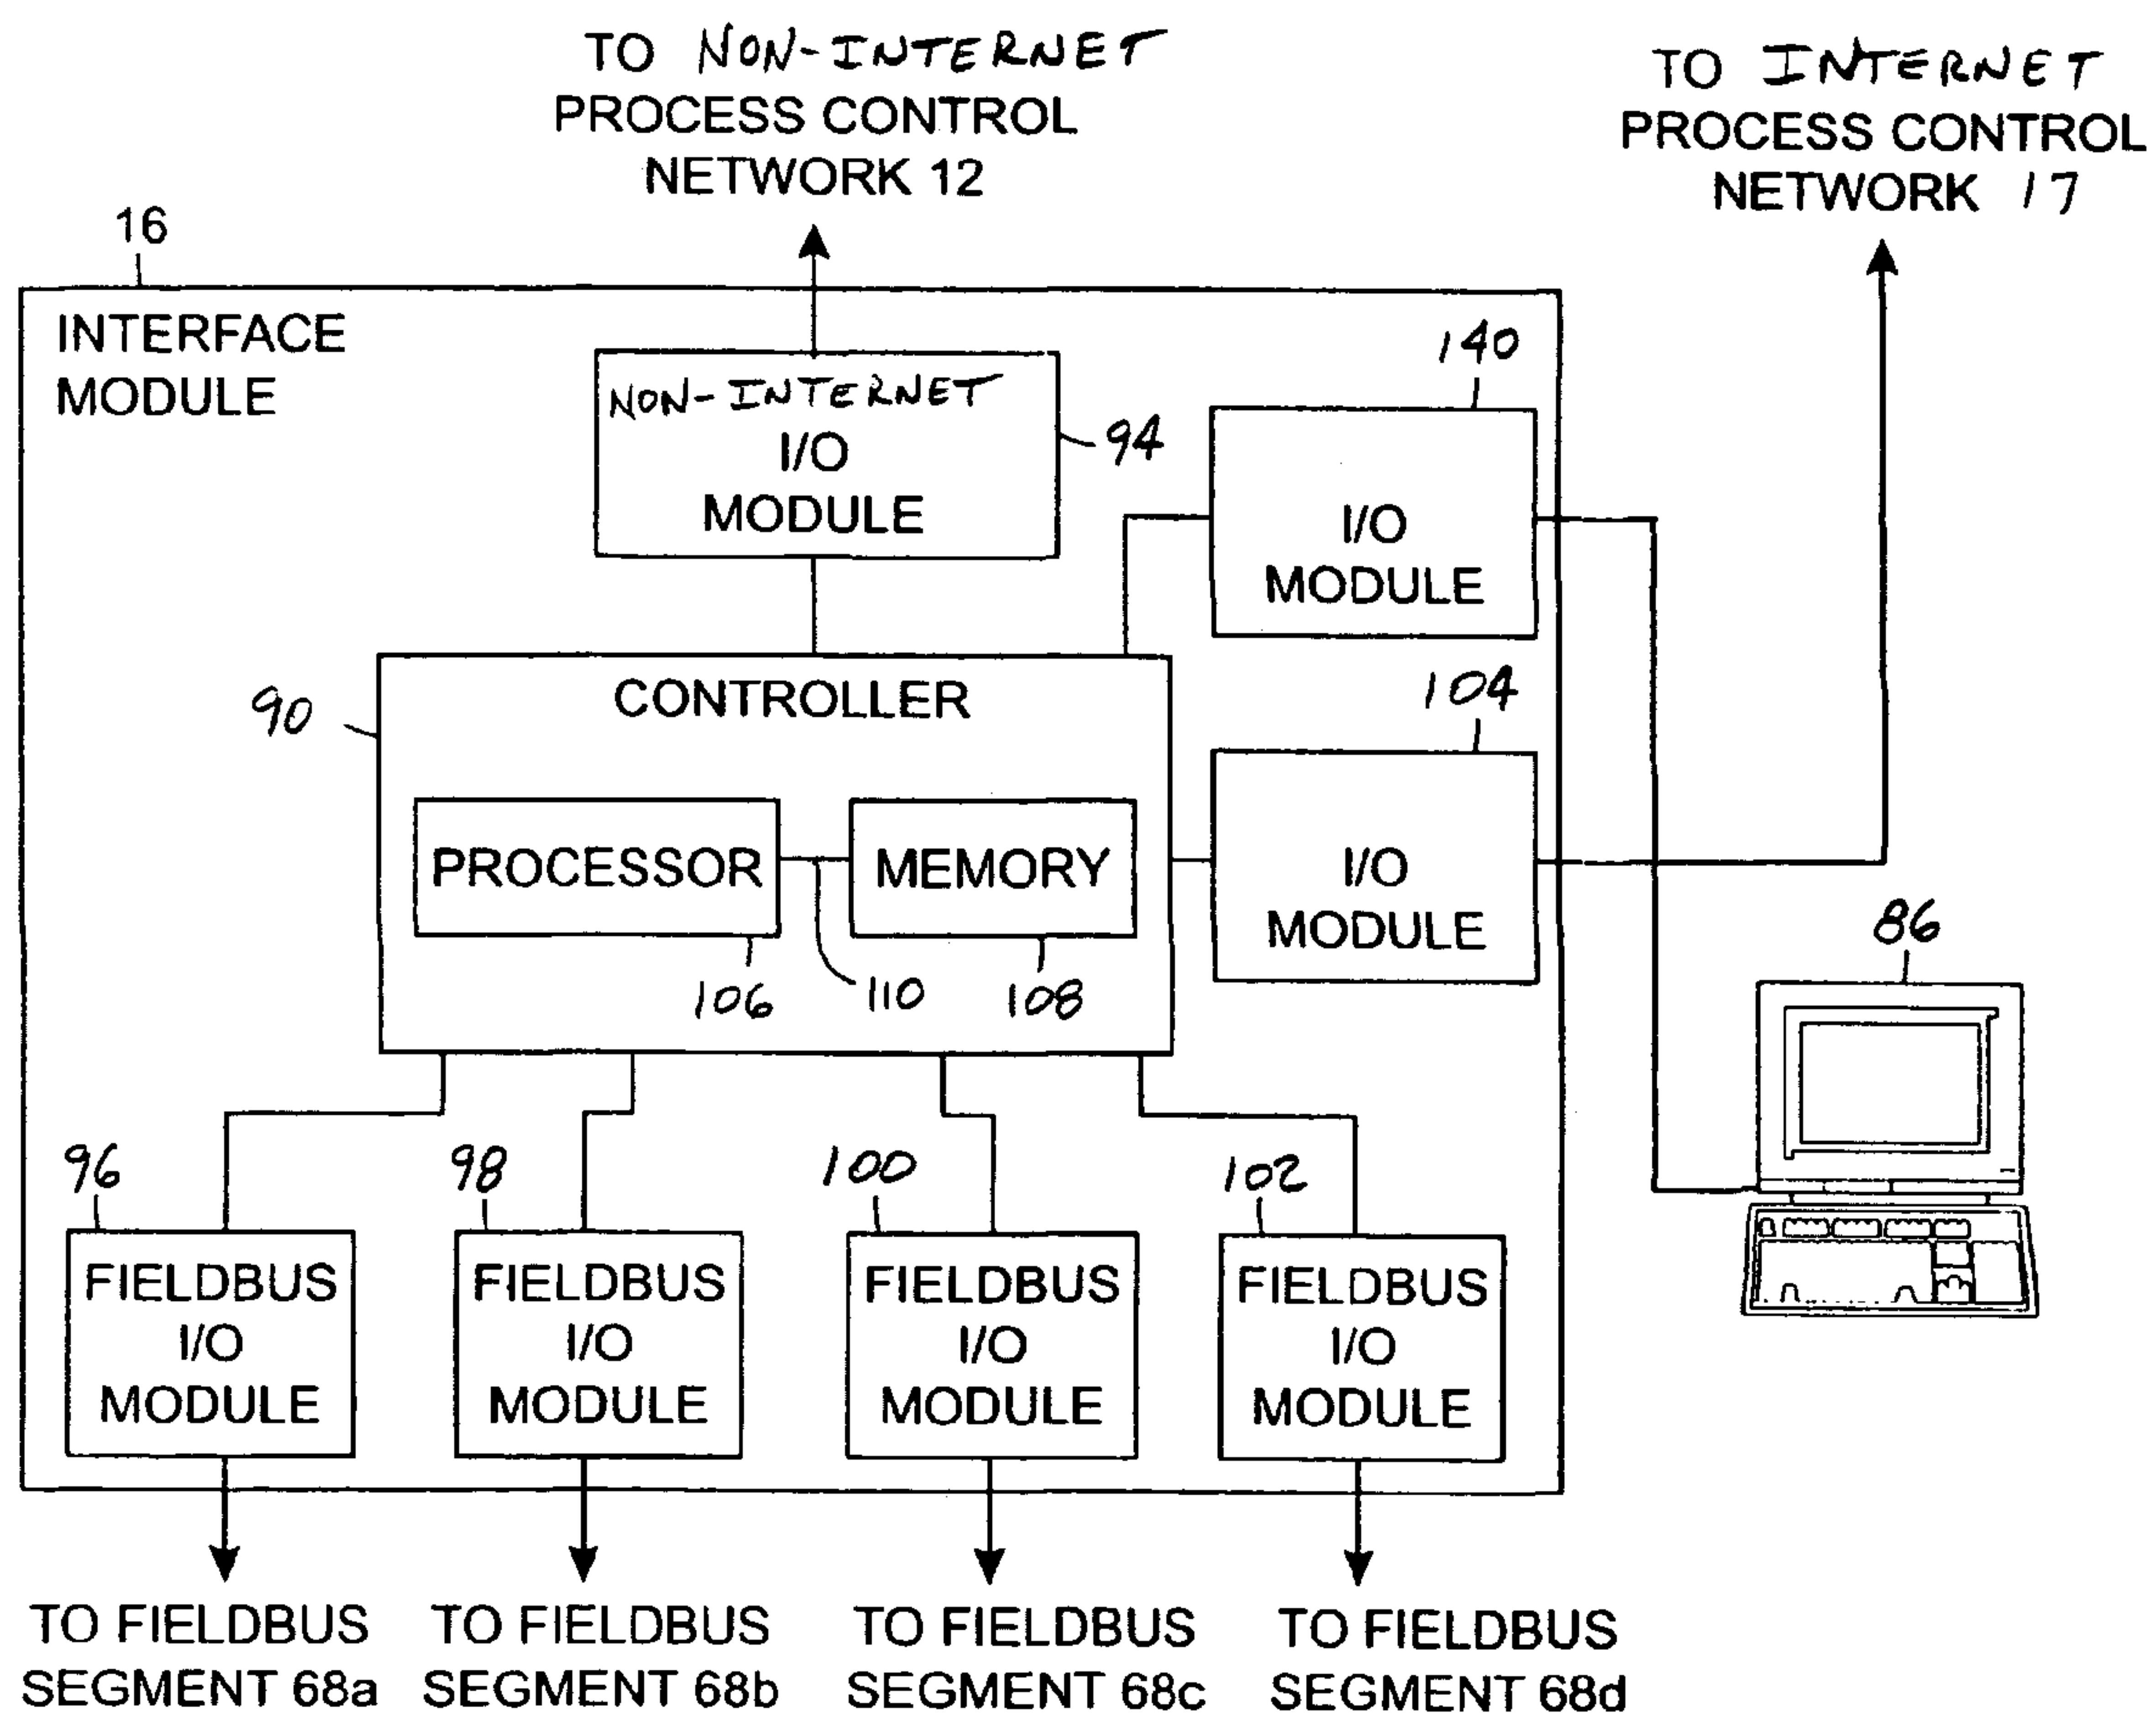 TO NON-INTERNET
PROCESS CONTROL
NETWORK 12
TO INTERNET
PROCESS CONTROL
NETWORK 17
16
INTERFACE
MODULE
NON-INTERNET
I/O
MODULE
94
140
I/O
MODULE
90
CONTROLLER
104
PROCESSOR
MEMORY
I/O
MODULE
106
110
108
86
96
98
100
102
FIELDBUS
I/O
MODULE
FIELDBUS
I/O
MODULE
FIELDBUS
I/O
MODULE
FIELDBUS
I/O
MODULE
TO FIELDBUS
SEGMENT 68a
TO FIELDBUS
SEGMENT 68b
TO FIELDBUS
SEGMENT 68c
TO FIELDBUS
SEGMENT 68d